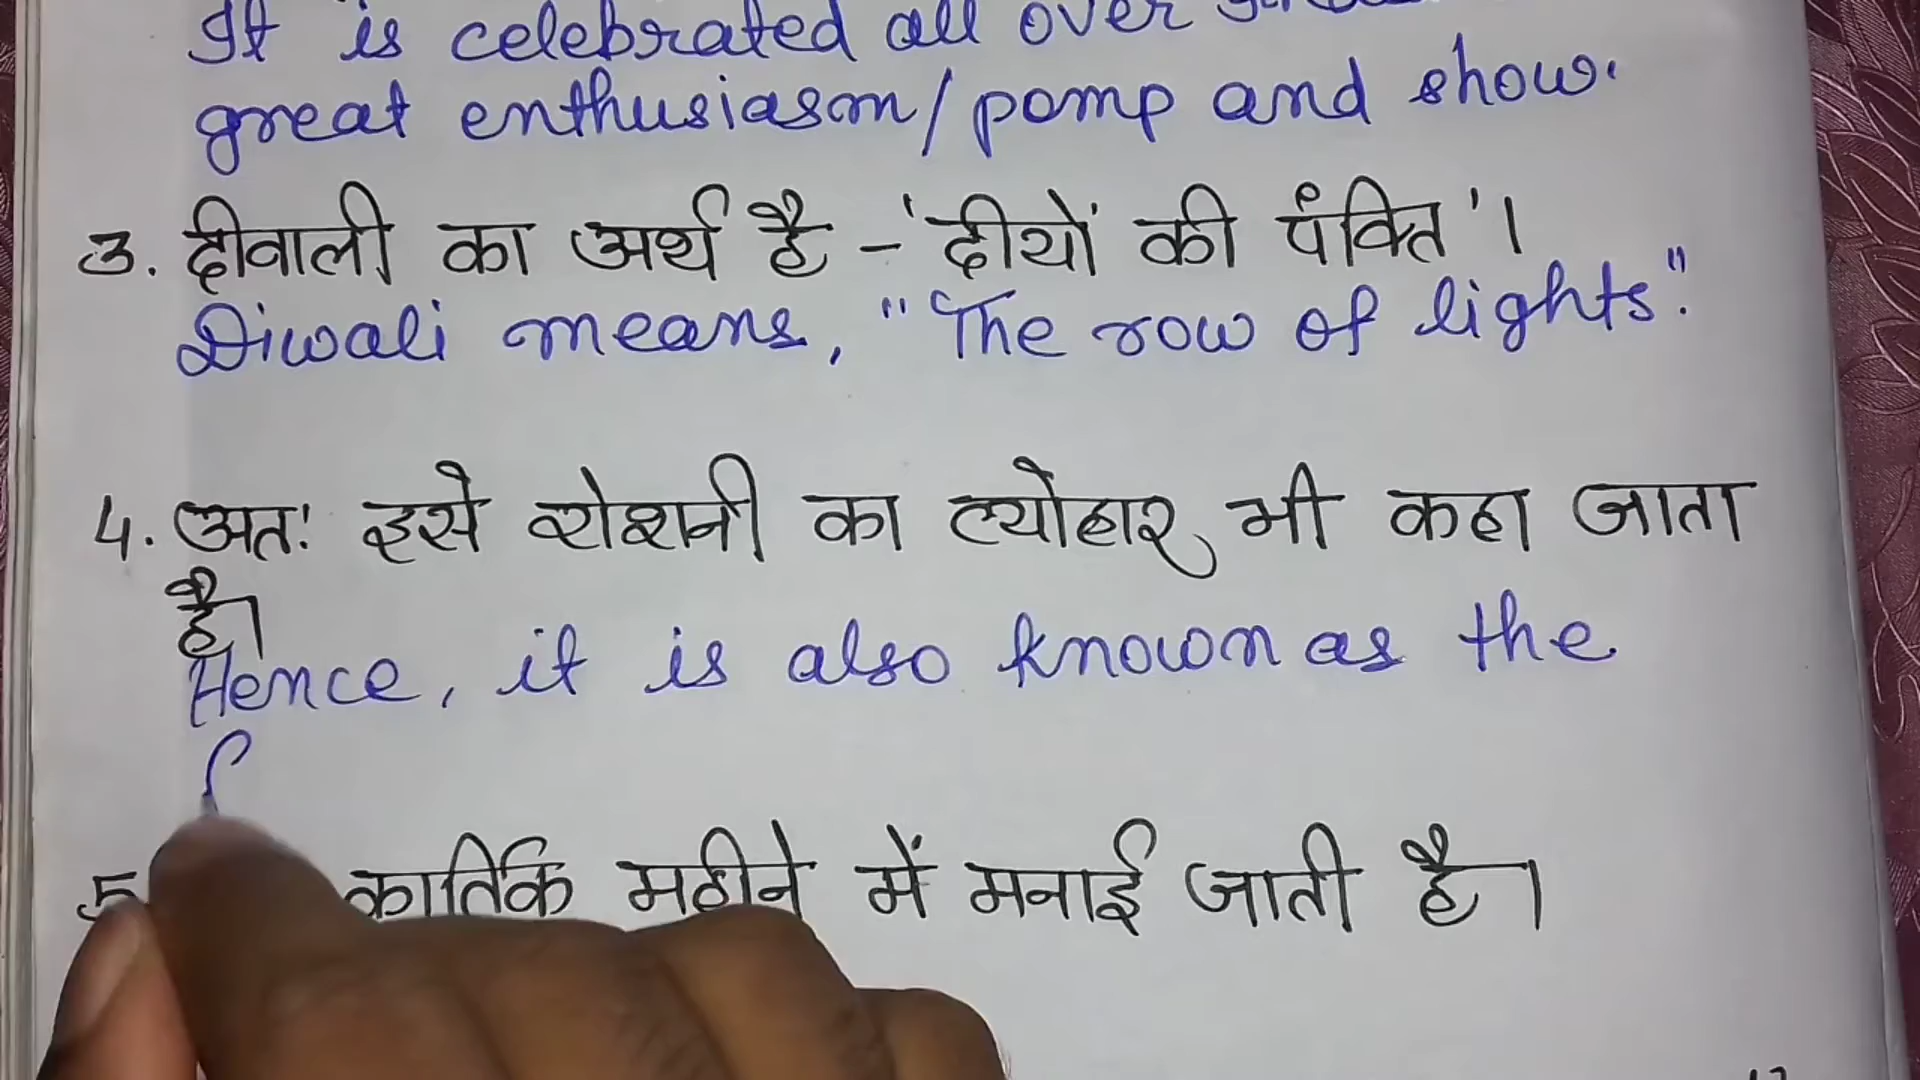 It is celebrated all over
great enthusiasm/pomp and show.
3. दीवाली का अर्थ है - 'दीयों की पंक्ति'।
Diwali means, "The row of lights".
4. अतः इसे रोशनी का त्योहार भी कहा जाता
है।
Hence, it is also known as the
f
5. कार्तिक महीने में मनाई जाती है।